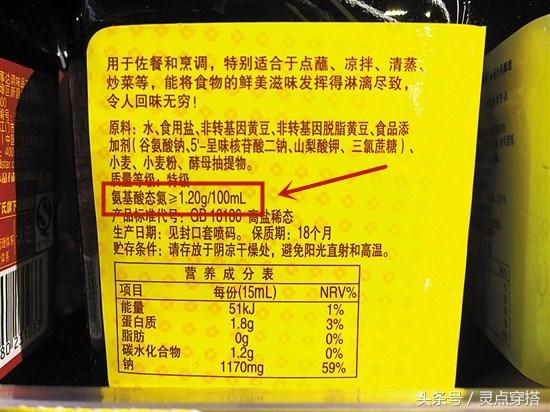 用于佐餐和烹调，特别适合于点蘸、凉拌、清蒸、
炒菜等，能将食物的鲜美滋味发挥得淋漓尽致，
令人回味无穷！
原料：水、食用盐、非转基因黄豆、非转基因脱脂黄豆、食品添
加剂（谷氨酸钠、5'-呈味核苷酸二钠、山梨酸钾、三氯蔗糖）、
小麦、小麦粉、酵母抽提物。
质量等级：特级
氨基酸态氮≥1.20g/100mL
产品标准代号：GB 18186 高盐稀态
生产日期：见封口套喷码。 保质期：18个月
贮存条件：请存放于阴凉干燥处，避免阳光直射和高温。
营养成分表
项目 每份(15mL) NRV%
能量 51kJ 1%
蛋白质 1.8g 3%
脂肪 0g 0%
碳水化合物 1.2g 0%
钠 1170mg 59%
头条号 / 灵点穿搭